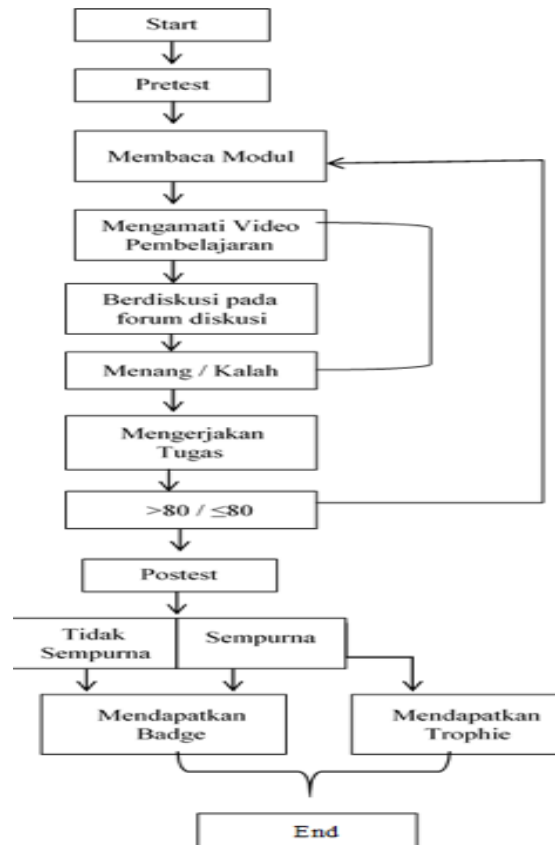 Start
Pretest
Membaca Modul
Mengamati Video
Pembelajaran
Berdiskusi pada
forum diskusi
Menang / Kalah
Mengerjakan
Tugas
>80 / ≤80
Postest
Tidak
Sempurna
Sempurna
Mendapatkan
Badge
Mendapatkan
Trophie
End